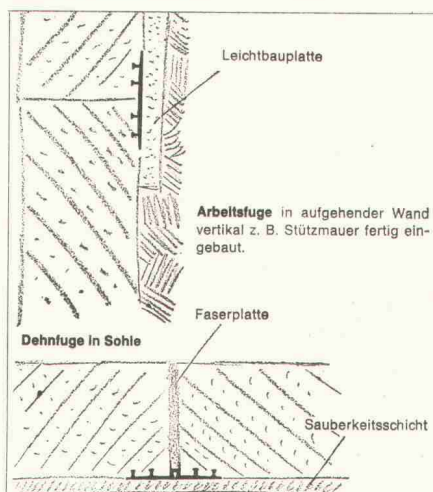 Leichtbauplatte
Arbeitsfuge in aufgehender Wand
vertikal z. B. Stützmauer fertig ein-
gebaut.
Faserplatte
Dehnfuge in Sohle
Sauberkeitsschicht